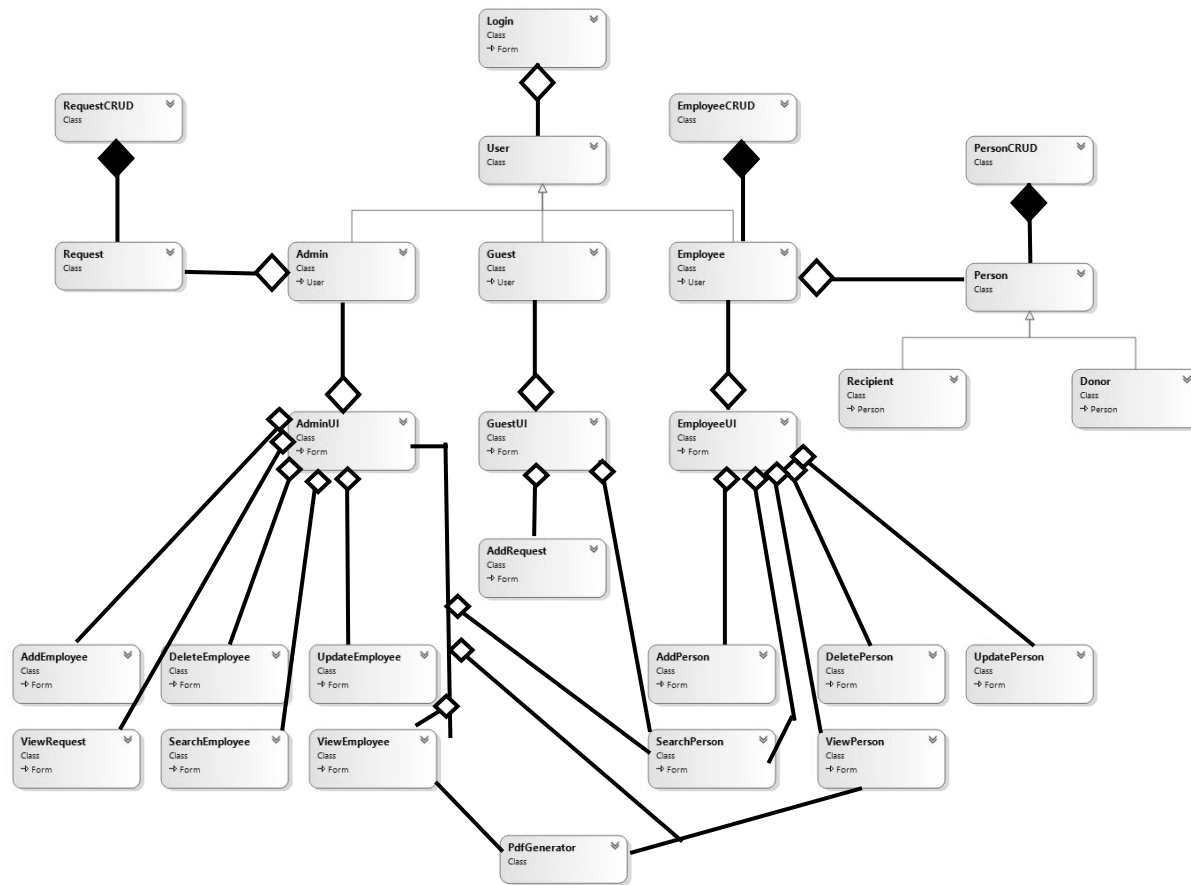 Login
Class
→ Form
RequestCRUD
Class
EmployeeCRUD
Class
User
Class
PersonCRUD
Class
Request
Class
Admin
Class
→ User
Guest
Class
→ User
Employee
Class
→ User
Person
Class
Recipient
Class
→ Person
Donor
Class
→ Person
AdminUI
Class
→ Form
GuestUI
Class
→ Form
EmployeeUI
Class
→ Form
AddRequest
Class
→ Form
AddEmployee
Class
→ Form
DeleteEmployee
Class
→ Form
UpdateEmployee
Class
→ Form
AddPerson
Class
→ Form
DeletePerson
Class
→ Form
UpdatePerson
Class
→ Form
ViewRequest
Class
→ Form
SearchEmployee
Class
→ Form
ViewEmployee
Class
→ Form
SearchPerson
Class
→ Form
ViewPerson
Class
→ Form
PdfGenerator
Class